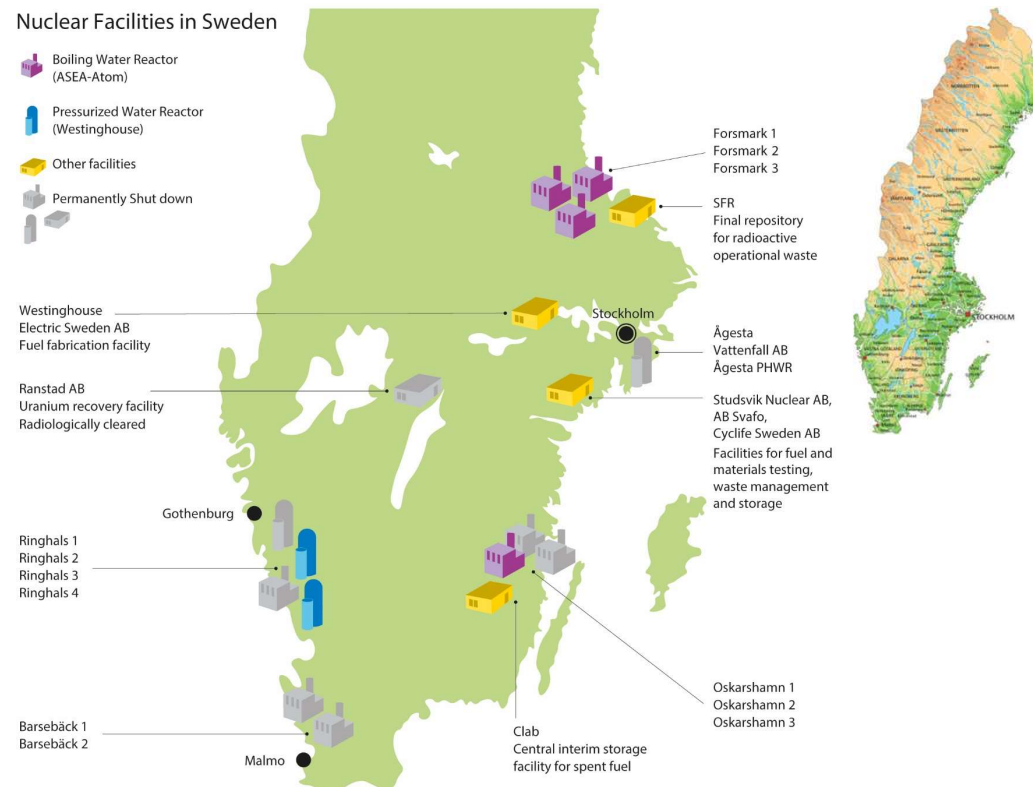 Nuclear Facilities in Sweden
Boiling Water Reactor
(ASEA-Atom)
Pressurized Water Reactor
(Westinghouse)
Other facilities
Permanently Shut down
Forsmark 1
Forsmark 2
Forsmark 3
SFR
Final repository
for radioactive
operational waste
Westinghouse
Electric Sweden AB
Fuel fabrication facility
Stockholm
Ågesta
Vattenfall AB
Ågesta PHWR
Ranstad AB
Uranium recovery facility
Radiologically cleared
Studsvik Nuclear AB,
AB Svafo,
Cyclife Sweden AB
Facilities for fuel and
materials testing,
waste management
and storage
Gothenburg
Ringhals 1
Ringhals 2
Ringhals 3
Ringhals 4
Oskarshamn 1
Oskarshamn 2
Oskarshamn 3
Barsebäck 1
Barsebäck 2
Clab
Central interim storage
facility for spent fuel
Malmo
STOCKHOLM